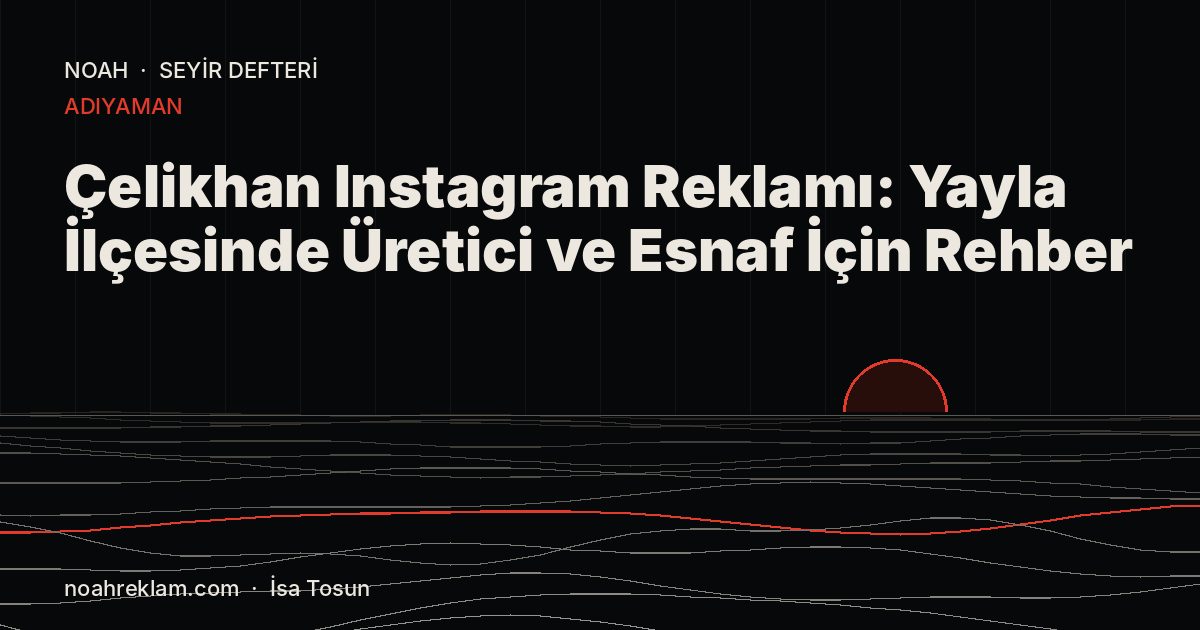 NOAH · SEYİR DEFTERİ
ADIYAMAN
Çelikhan Instagram Reklamı: Yayla
İlçesinde Üretici ve Esnaf İçin Rehber
noahreklam.com · İsa Tosun